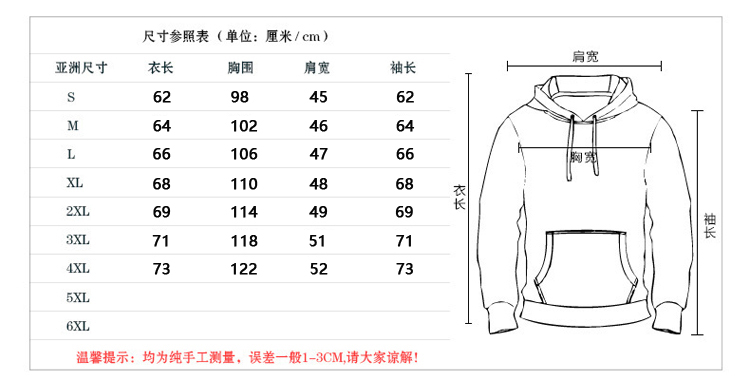 尺寸参照表（单位：厘米/cm）
亚洲尺寸 衣长 胸围 肩宽 袖长
S 62 98 45 62
M 64 102 46 64
L 66 106 47 66
XL 68 110 48 68
2XL 69 114 49 69
3XL 71 118 51 71
4XL 73 122 52 73
5XL
6XL
温馨提示：均为纯手工测量，误差一般1-3CM,请大家谅解！
肩宽
胸宽
衣长
袖长